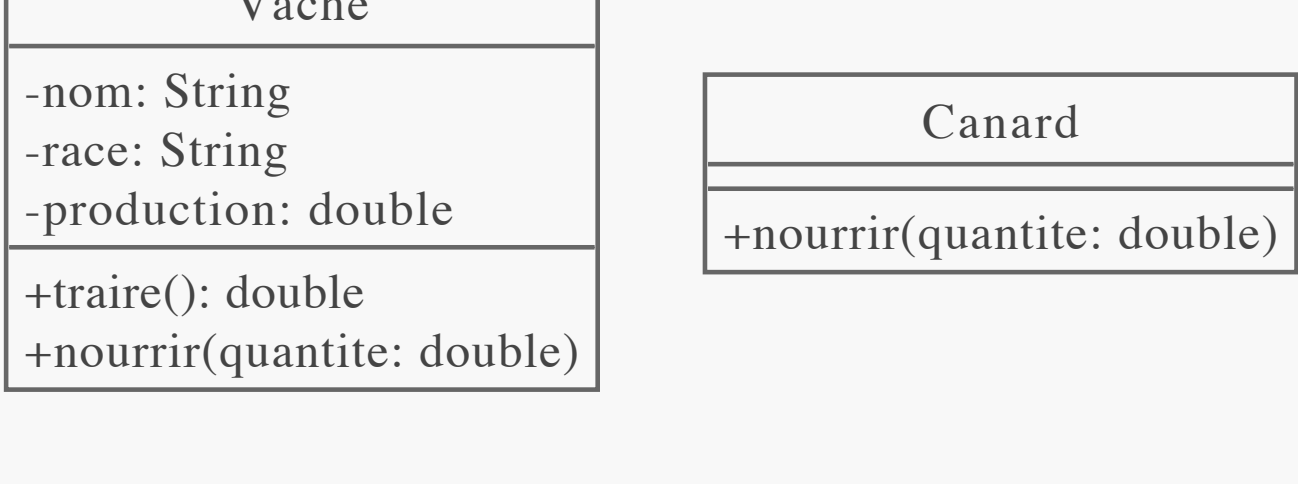 Vache
-nom: String
-race: String
-production: double
+traire(): double
+nourrir(quantite: double)
Canard
+nourrir(quantite: double)